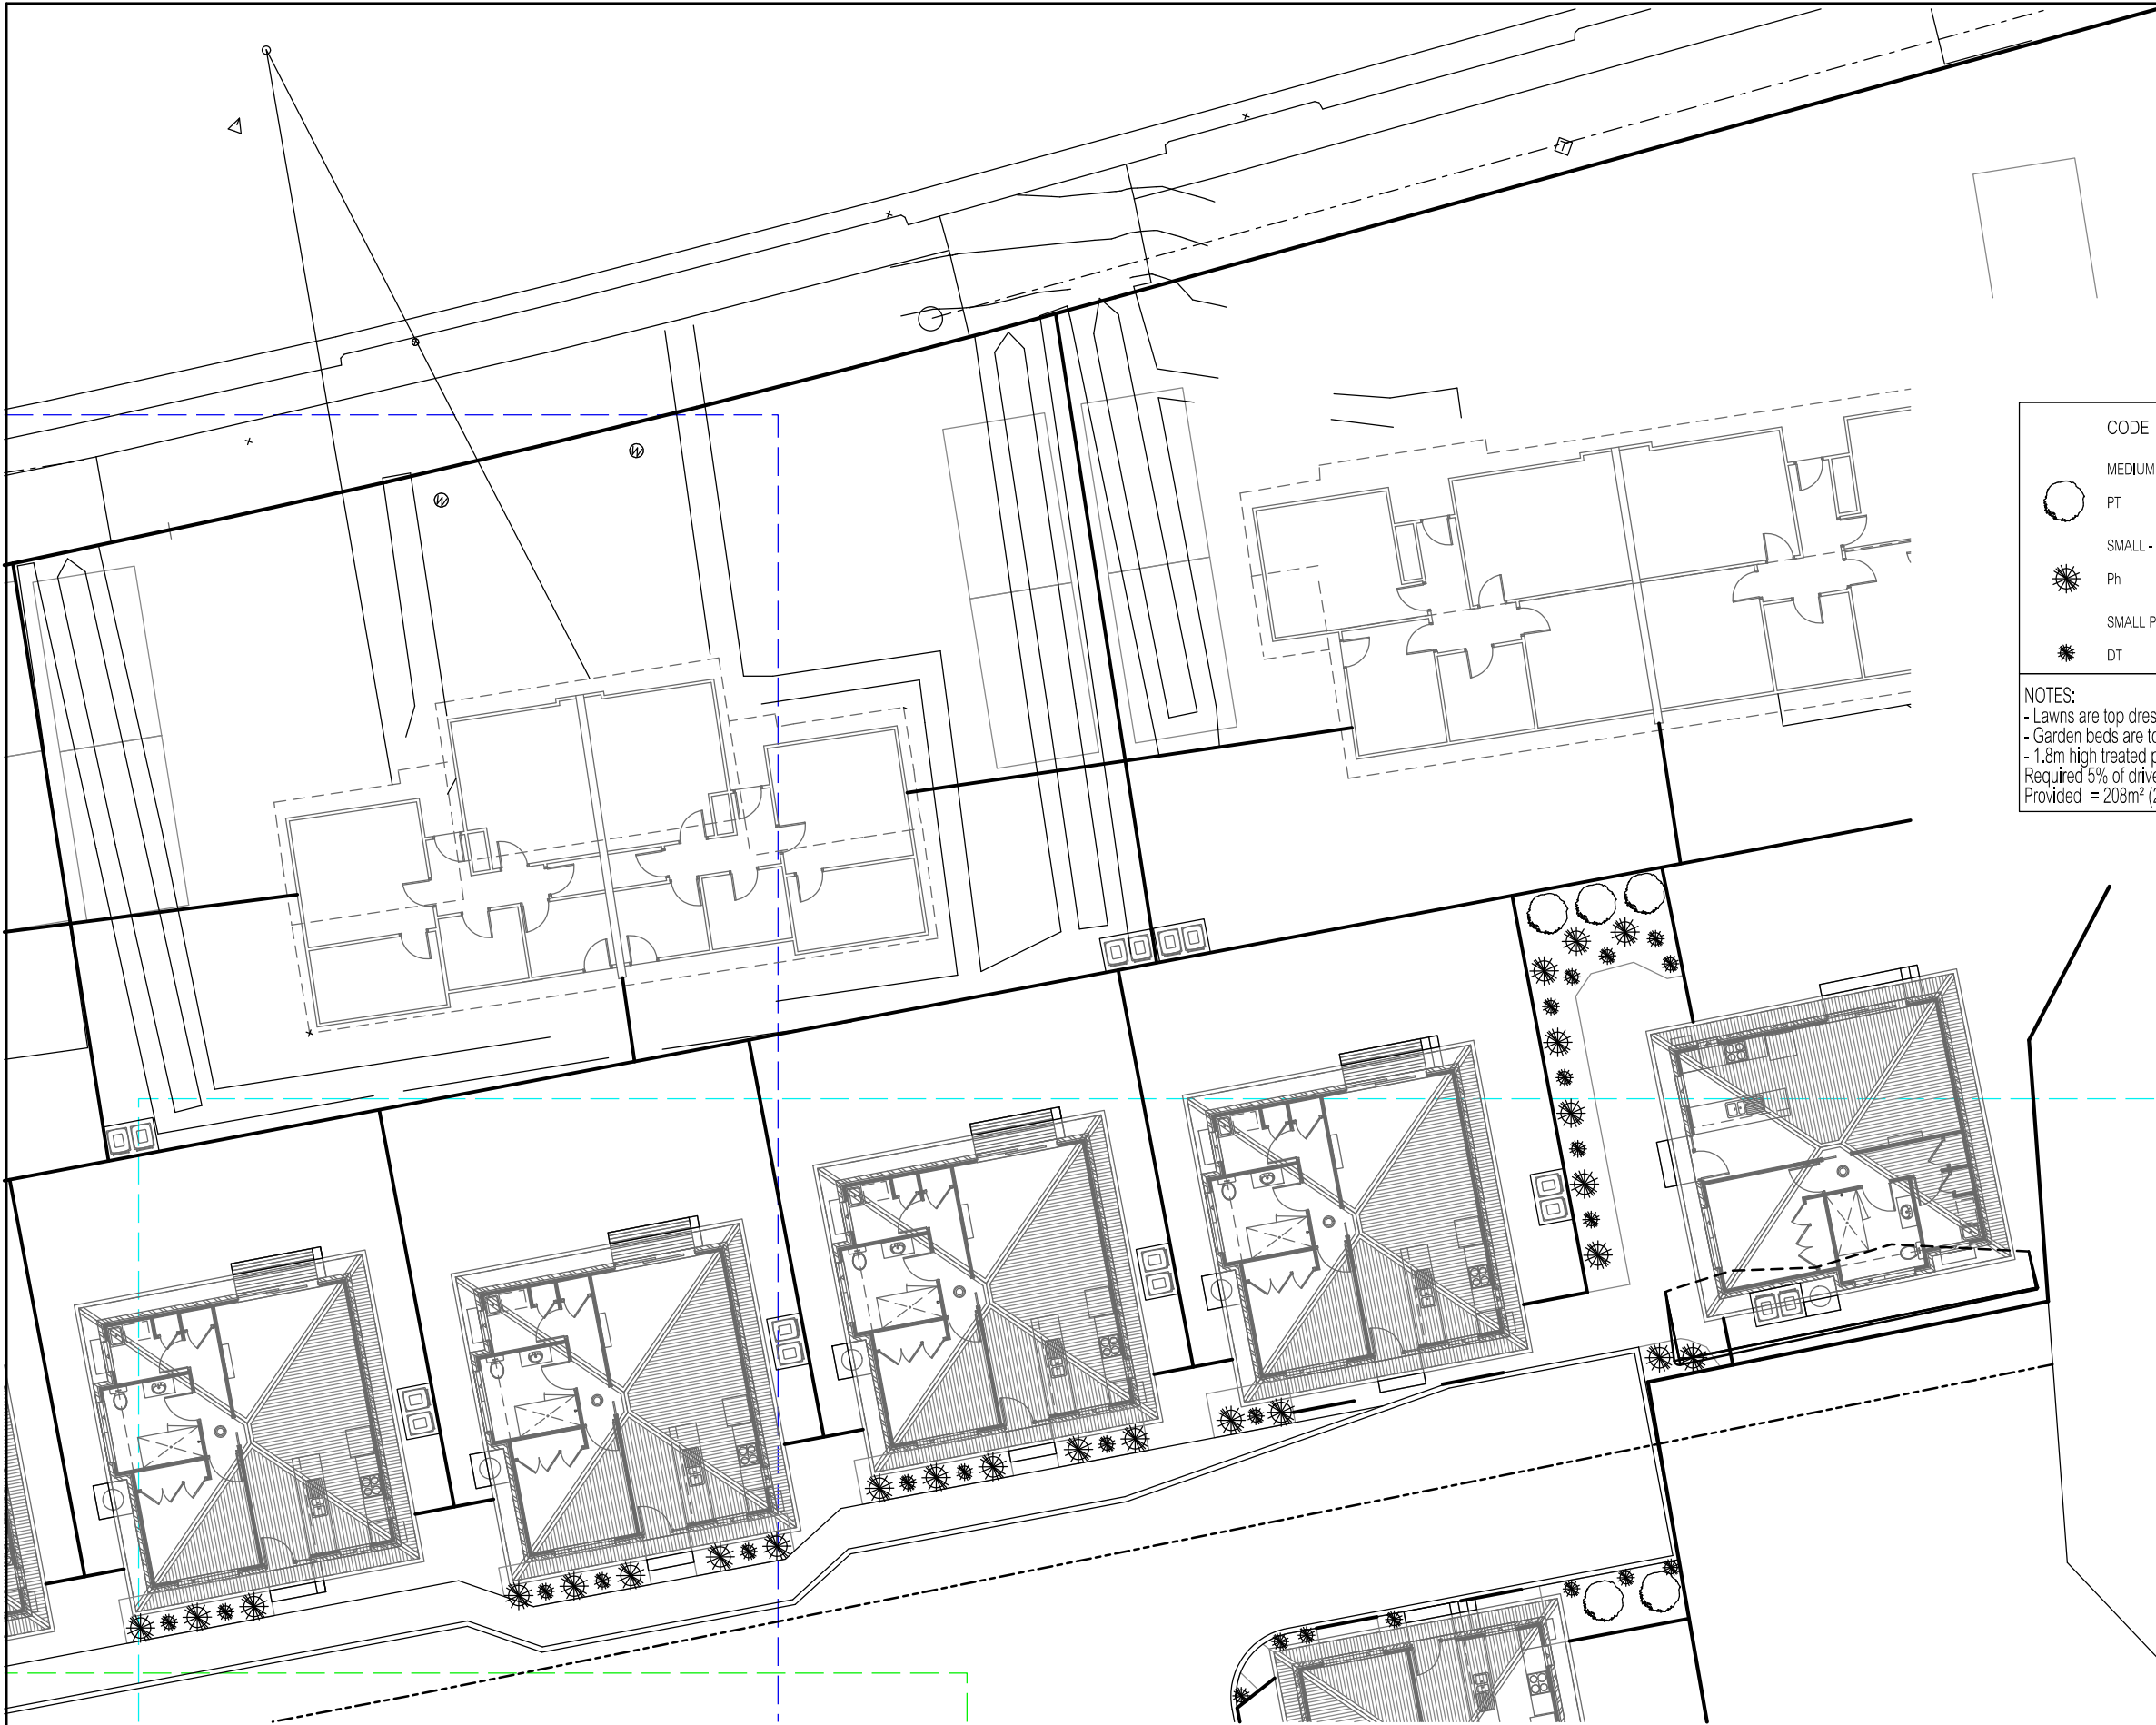 T
W
W
CODE
MEDIUM
PT
SMALL -
Ph
SMALL P
DT
NOTES:
- Lawns are top dres
- Garden beds are to
- 1.8m high treated p
Required 5% of drive
Provided = 208m² (2